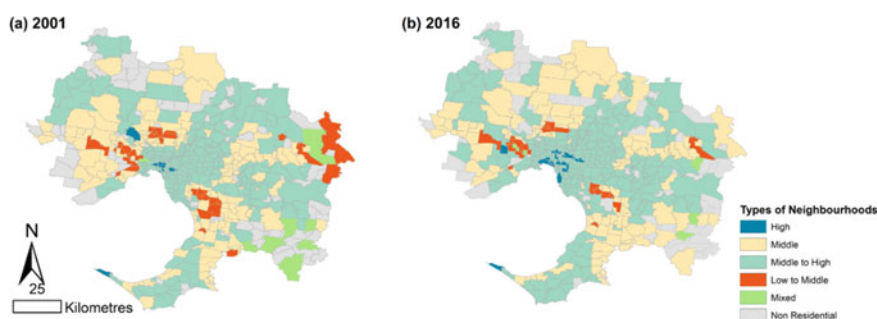 (a) 2001
(b) 2016
N
25
Kilometres
Types of Neighbourhoods
High
Middle
Middle to High
Low to Middle
Mixed
Non Residential